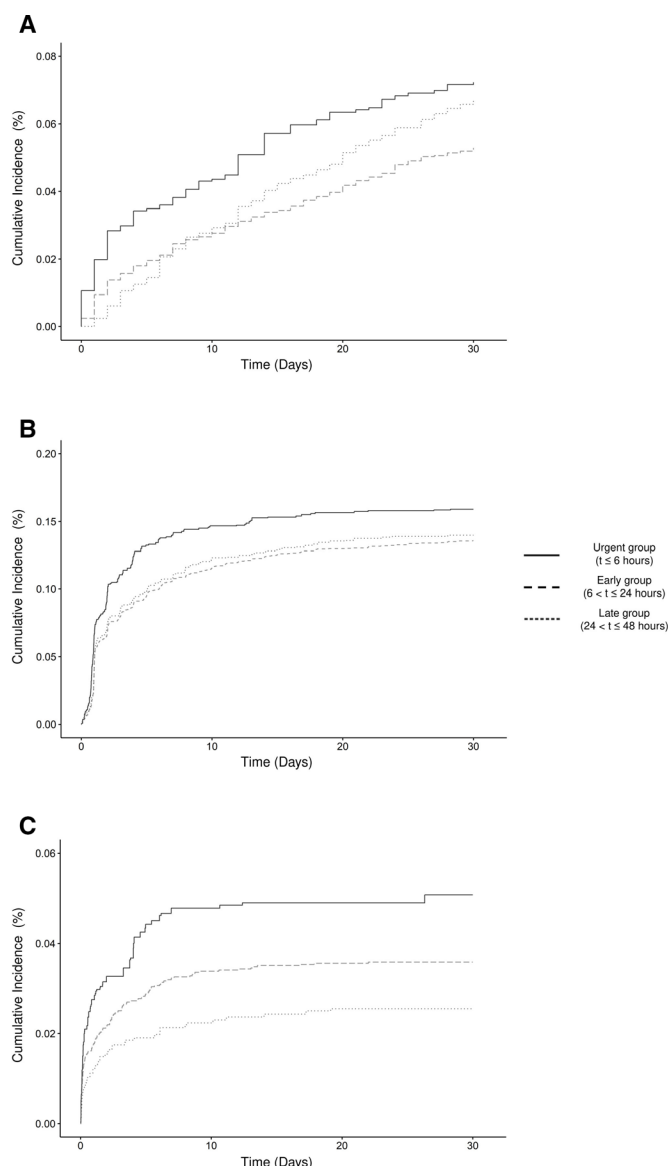 A
0.08
0.06
0.04
0.02
0.00
Cumulative Incidence (%)
0 10 20 30
Time (Days)
B
0.20
0.15
0.10
0.05
0.00
Cumulative Incidence (%)
0 10 20 30
Time (Days)
Urgent group
(t ≤ 6 hours)
Early group
(6 < t ≤ 24 hours)
Late group
(24 < t ≤ 48 hours)
C
0.06
0.04
0.02
0.00
Cumulative Incidence (%)
0 10 20 30
Time (Days)